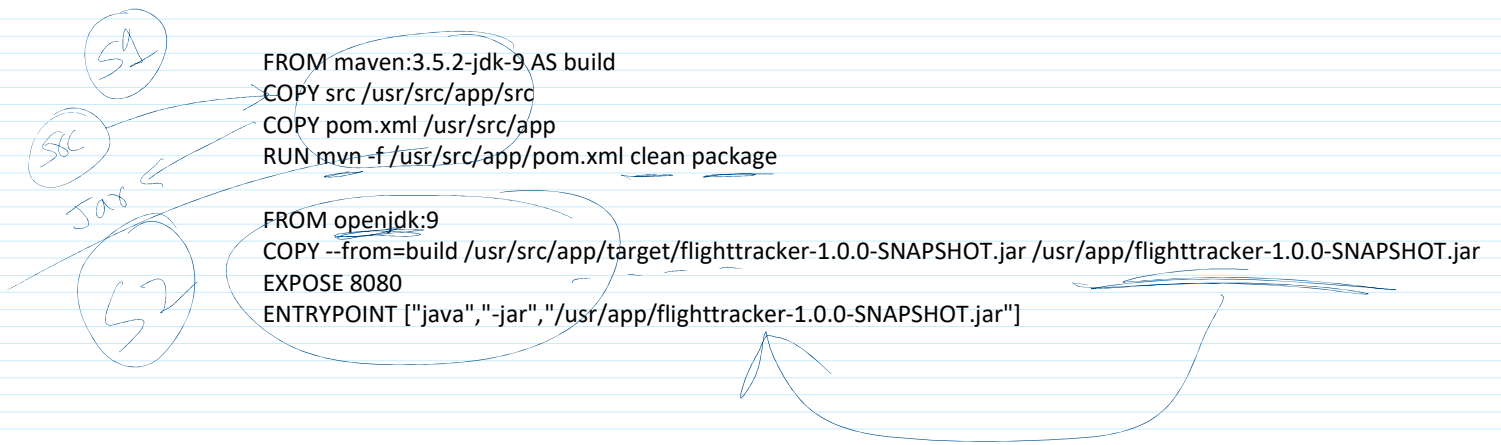 S1
FROM maven:3.5.2-jdk-9 AS build
COPY src /usr/src/app/src
COPY pom.xml /usr/src/app
src
RUN mvn -f /usr/src/app/pom.xml clean package
Jar
FROM openjdk:9
COPY --from=build /usr/src/app/target/flighttracker-1.0.0-SNAPSHOT.jar /usr/app/flighttracker-1.0.0-SNAPSHOT.jar
EXPOSE 8080
S2
ENTRYPOINT ["java","-jar","/usr/app/flighttracker-1.0.0-SNAPSHOT.jar"]